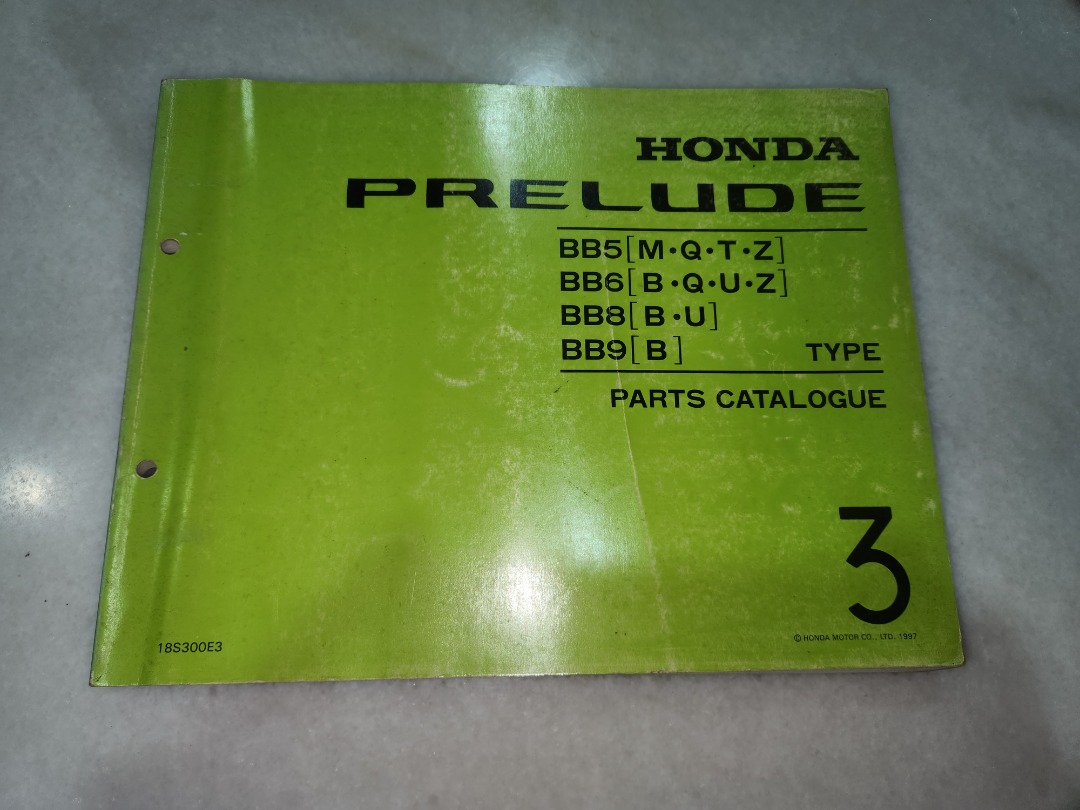 HONDA
PRELUDE
BB5[M·Q·T·Z]
BB6[B·Q·U·Z]
BB8[B·U]
BB9[B] TYPE
PARTS CATALOGUE
3
18S300E3
© HONDA MOTOR CO., LTD. 1997